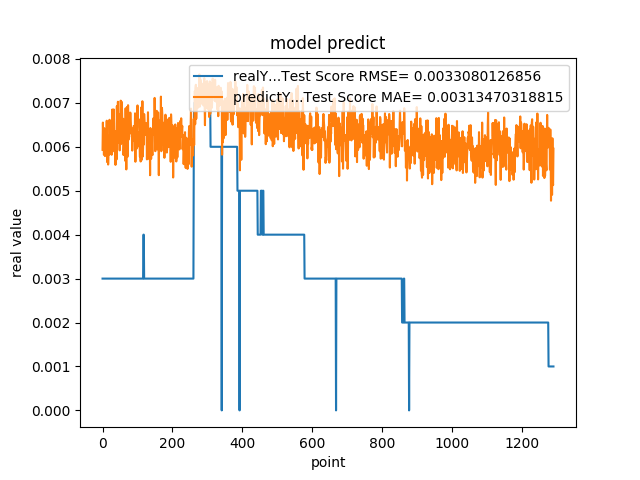 model predict
realY...Test Score RMSE= 0.0033080126856
predictY...Test Score MAE= 0.00313470318815
0.008
0.007
0.006
0.005
0.004
0.003
0.002
0.001
0.000
real value
0 200 400 600 800 1000 1200
point